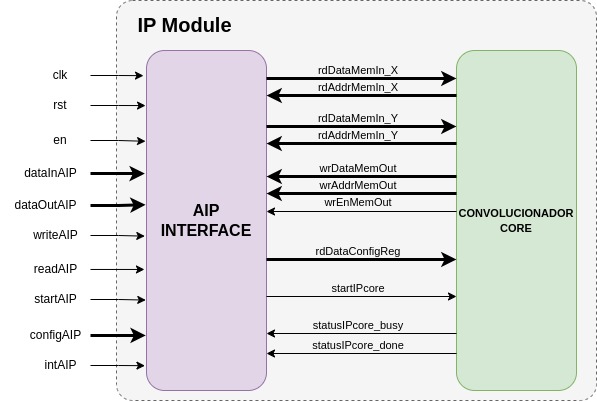 IP Module
clk
rst
en
dataInAIP
dataOutAIP
writeAIP
readAIP
startAIP
configAIP
intAIP
AIP
INTERFACE
rdDataMemIn_X
rdAddrMemIn_X
rdDataMemIn_Y
rdAddrMemIn_Y
wrDataMemOut
wrAddrMemOut
wrEnMemOut
rdDataConfigReg
startIPcore
statusIPcore_busy
statusIPcore_done
CONVOLUCIONADOR
CORE